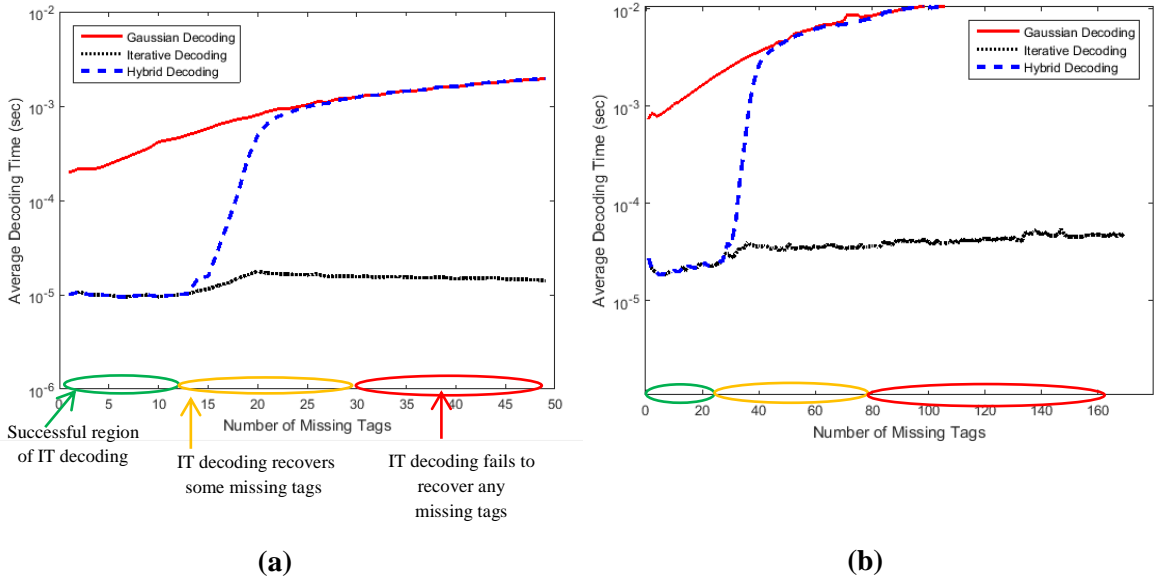 10^-2
10^-3
10^-4
10^-5
10^-6
Average Decoding Time (sec)
Gaussian Decoding
Iterative Decoding
Hybrid Decoding
0 5 10 15 20 25 30 35 40 45 50
Number of Missing Tags
Successful region
of IT decoding
IT decoding recovers
some missing tags
IT decoding fails to
recover any
missing tags
(a)
10^-2
10^-3
10^-4
10^-5
Average Decoding Time (sec)
Gaussian Decoding
Iterative Decoding
Hybrid Decoding
0 20 40 60 80 100 120 140 160
Number of Missing Tags
(b)